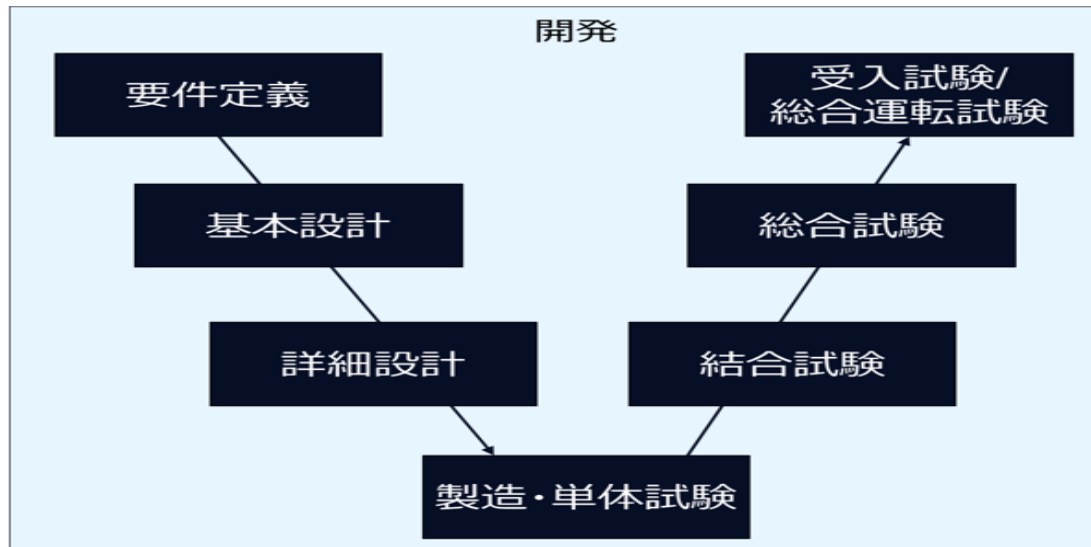 開発
要件定義
基本設計
詳細設計
製造・単体試験
結合試験
総合試験
受入試験/
総合運転試験